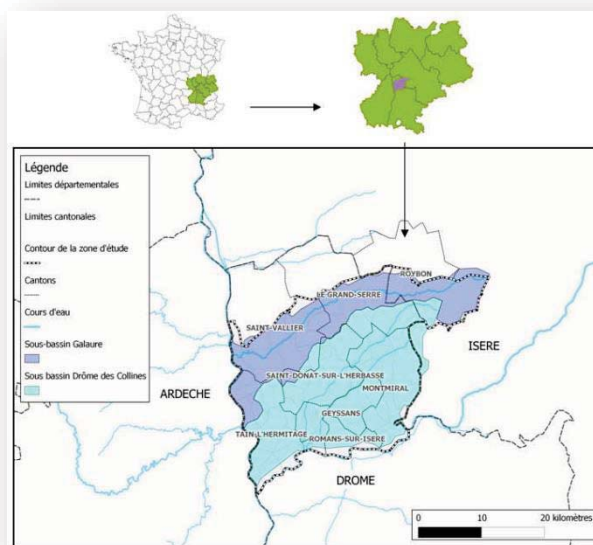 Légende
Limites départementales
Limites cantonales
Contour de la zone d'étude
Cantons
Cours d'eau
Sous-bassin Galaure
Sous bassin Drôme des Collines
ROYBON
LE GRAND-SERRE
SAINT-VALLIER
ISERE
SAINT-DONAT-SUR-L'HERBASSE
ARDECHE
MONTMIRAL
GEYSSANS
TAIN-L'HERMITAGE
ROMANS-SUR-ISERE
DROME
0 10 20 kilomètres